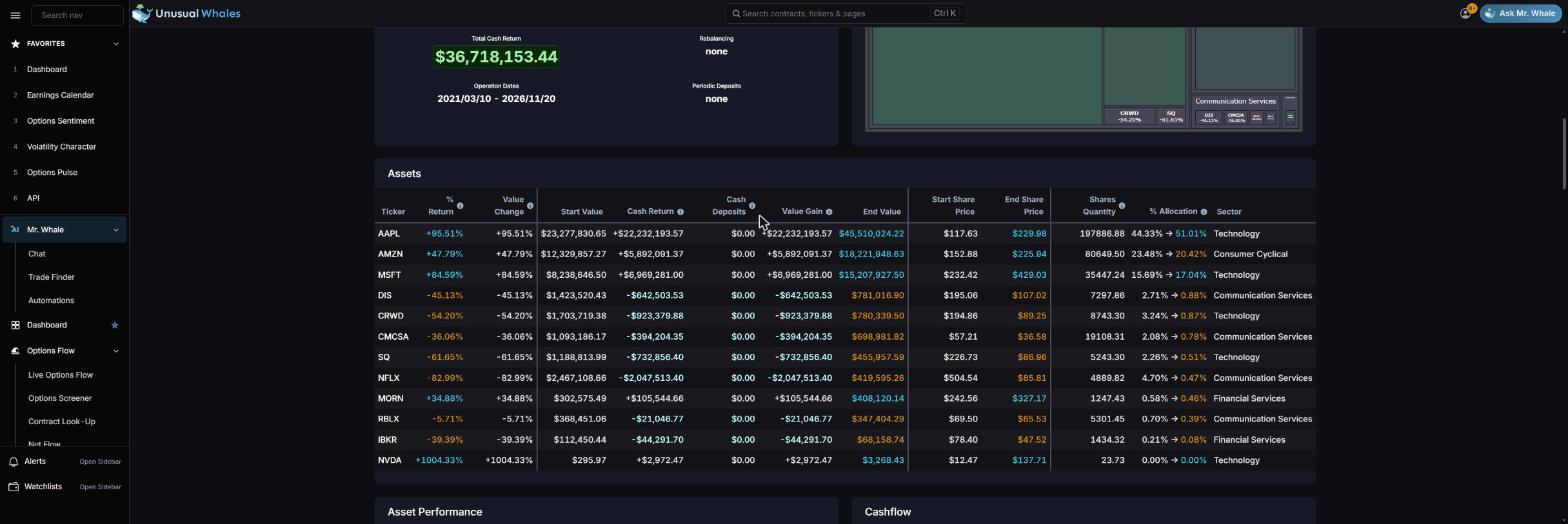 Search nav
Unusual Whales
Search contracts, tickers & pages
Ctrl K
9+
Ask Mr. Whale
FAVORITES
1 Dashboard
2 Earnings Calendar
3 Options Sentiment
4 Volatility Character
5 Options Pulse
6 API
AI Mr. Whale
Chat
Trade Finder
Automations
Dashboard
Options Flow
Live Options Flow
Options Screener
Contract Look-Up
Net Flow
Alerts Open Sidebar
Watchlists Open Sidebar
Total Cash Return
$36,718,153.44
Rebalancing
none
Operation Dates
2021/03/10 - 2026/11/20
Periodic Deposits
none
CRWD
-54.20%
SQ
-61.65%
Communication Services
DIS
-45.13%
CMCSA
-36.06%
Assets
Ticker % Return Value Change Start Value Cash Return Cash Deposits Value Gain End Value Start Share Price End Share Price Shares Quantity % Allocation Sector
AAPL +95.51% +95.51% $23,277,830.65 +$22,232,193.57 $0.00 +$22,232,193.57 $45,510,024.22 $117.63 $229.98 197886.88 44.33% → 51.01% Technology
AMZN +47.79% +47.79% $12,329,857.27 +$5,892,091.37 $0.00 +$5,892,091.37 $18,221,948.63 $152.88 $225.94 80649.50 23.48% → 20.42% Consumer Cyclical
MSFT +84.59% +84.59% $8,238,646.50 +$6,969,281.00 $0.00 +$6,969,281.00 $15,207,927.50 $232.42 $429.03 35447.24 15.69% → 17.04% Technology
DIS -45.13% -45.13% $1,423,520.43 -$642,503.53 $0.00 -$642,503.53 $781,016.90 $195.06 $107.02 7297.86 2.71% → 0.88% Communication Services
CRWD -54.20% -54.20% $1,703,719.38 -$923,379.88 $0.00 -$923,379.88 $780,339.50 $194.86 $89.25 8743.30 3.24% → 0.87% Technology
CMCSA -36.06% -36.06% $1,093,186.17 -$394,204.35 $0.00 -$394,204.35 $698,981.82 $57.21 $36.58 19108.31 2.08% → 0.78% Communication Services
SQ -61.65% -61.65% $1,188,813.99 -$732,856.40 $0.00 -$732,856.40 $455,957.59 $226.73 $86.96 5243.30 2.26% → 0.51% Technology
NFLX -82.99% -82.99% $2,467,108.66 -$2,047,513.40 $0.00 -$2,047,513.40 $419,595.26 $504.54 $85.81 4889.82 4.70% → 0.47% Communication Services
MORN +34.88% +34.88% $302,575.49 +$105,544.66 $0.00 +$105,544.66 $408,120.14 $242.56 $327.17 1247.43 0.58% → 0.46% Financial Services
RBLX -5.71% -5.71% $368,451.06 -$21,046.77 $0.00 -$21,046.77 $347,404.29 $69.50 $65.53 5301.45 0.70% → 0.39% Communication Services
IBKR -39.39% -39.39% $112,450.44 -$44,291.70 $0.00 -$44,291.70 $68,158.74 $78.40 $47.52 1434.32 0.21% → 0.08% Financial Services
NVDA +1004.33% +1004.33% $295.97 +$2,972.47 $0.00 +$2,972.47 $3,268.43 $12.47 $137.71 23.73 0.00% → 0.00% Technology
Asset Performance
Cashflow